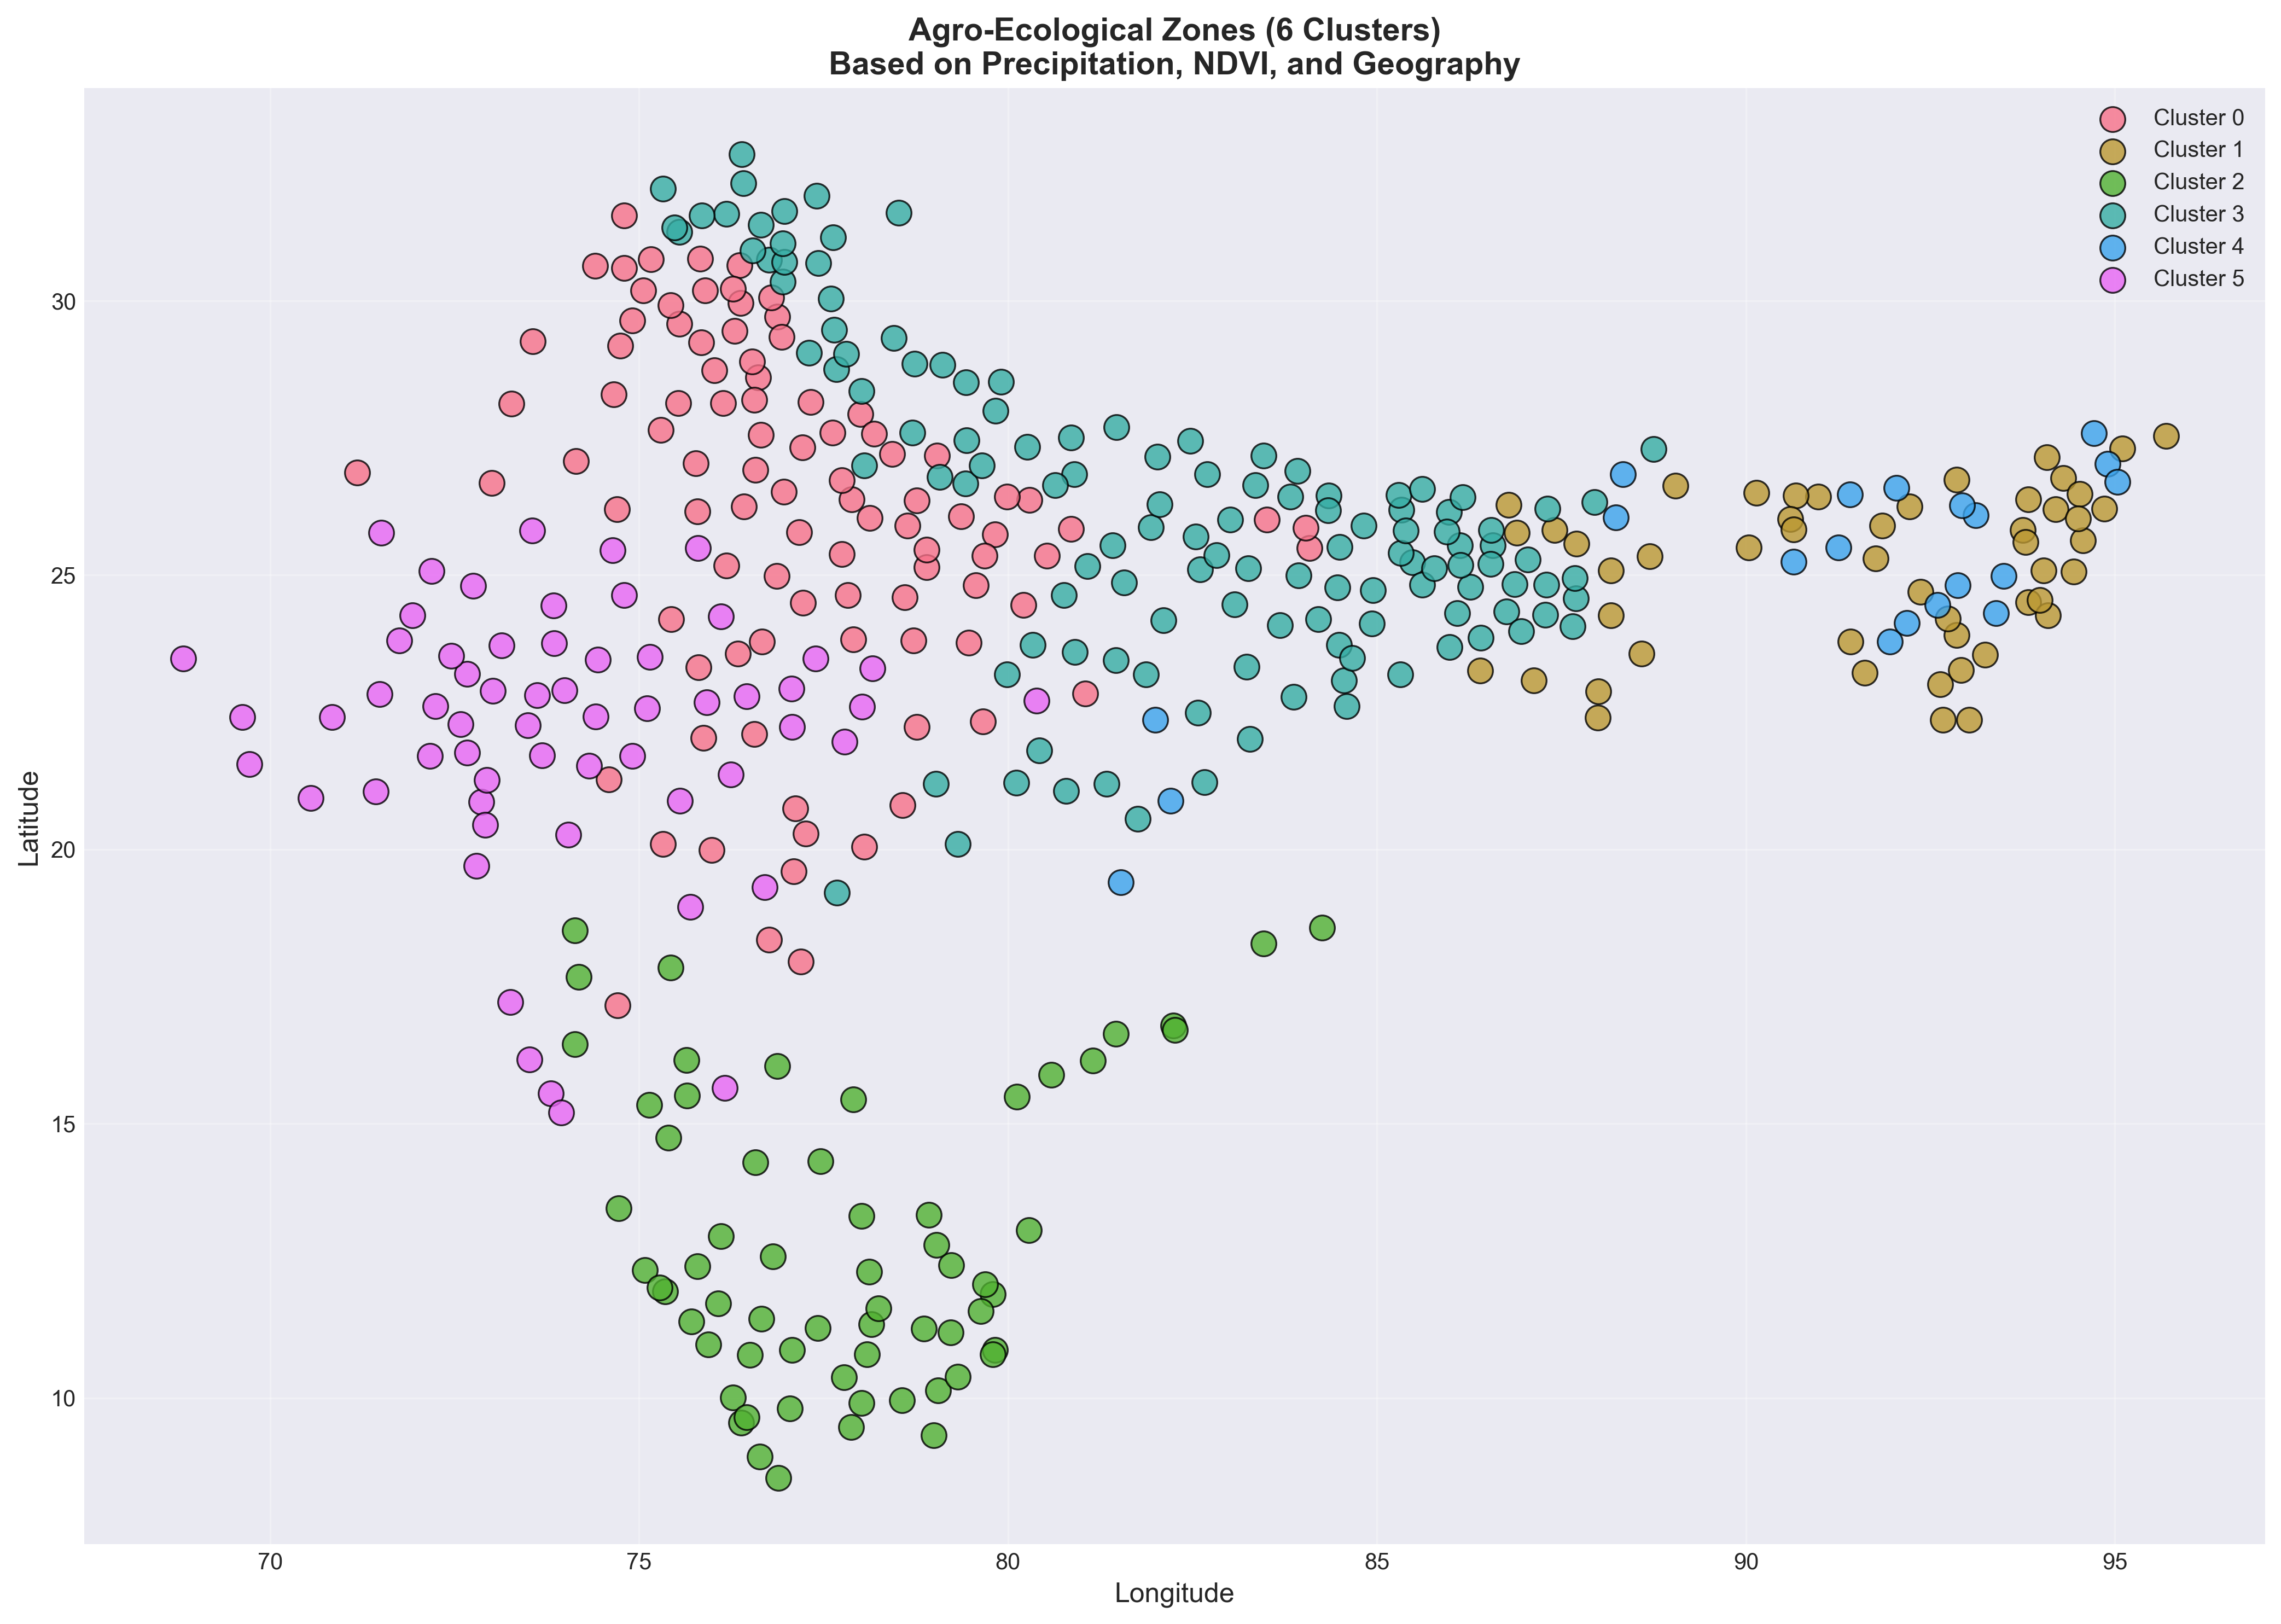 Agro-Ecological Zones (6 Clusters)
Based on Precipitation, NDVI, and Geography
Cluster 0
Cluster 1
Cluster 2
Cluster 3
Cluster 4
Cluster 5
30
25
20
15
10
Latitude
70
75
80
85
90
95
Longitude